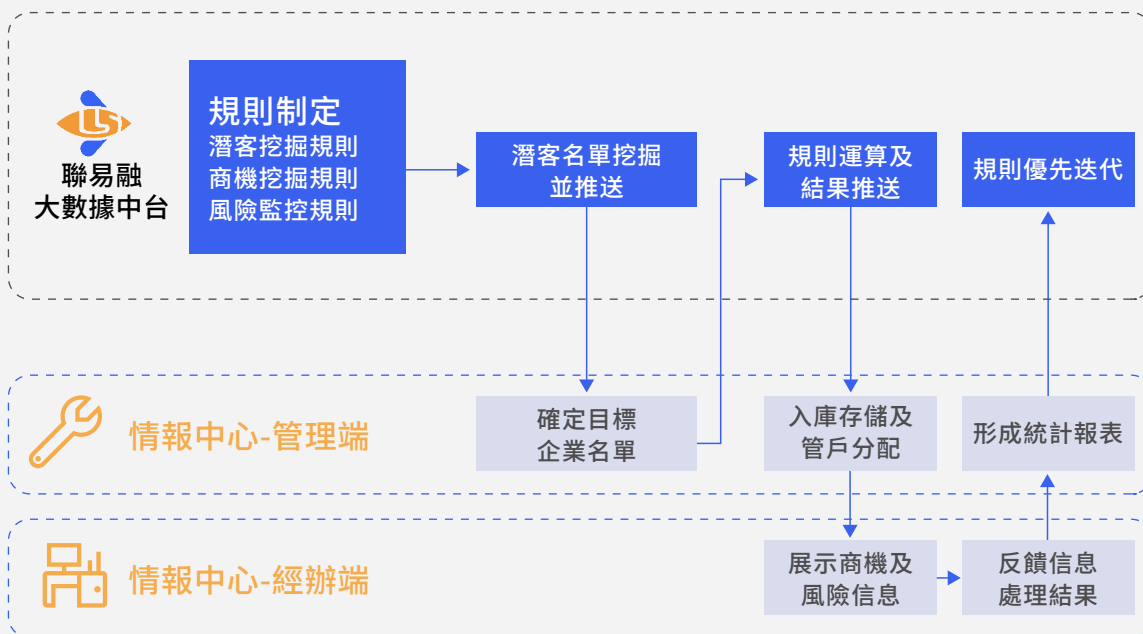 LLS
聯易融
大數據中台
規則制定
潛客挖掘規則
商機挖掘規則
風險監控規則
潛客名單挖掘
並推送
規則運算及
結果推送
規則優先迭代
情報中心-管理端
確定目標
企業名單
入庫存儲及
管戶分配
形成統計報表
情報中心-經辦端
展示商機及
風險信息
反饋信息
處理結果